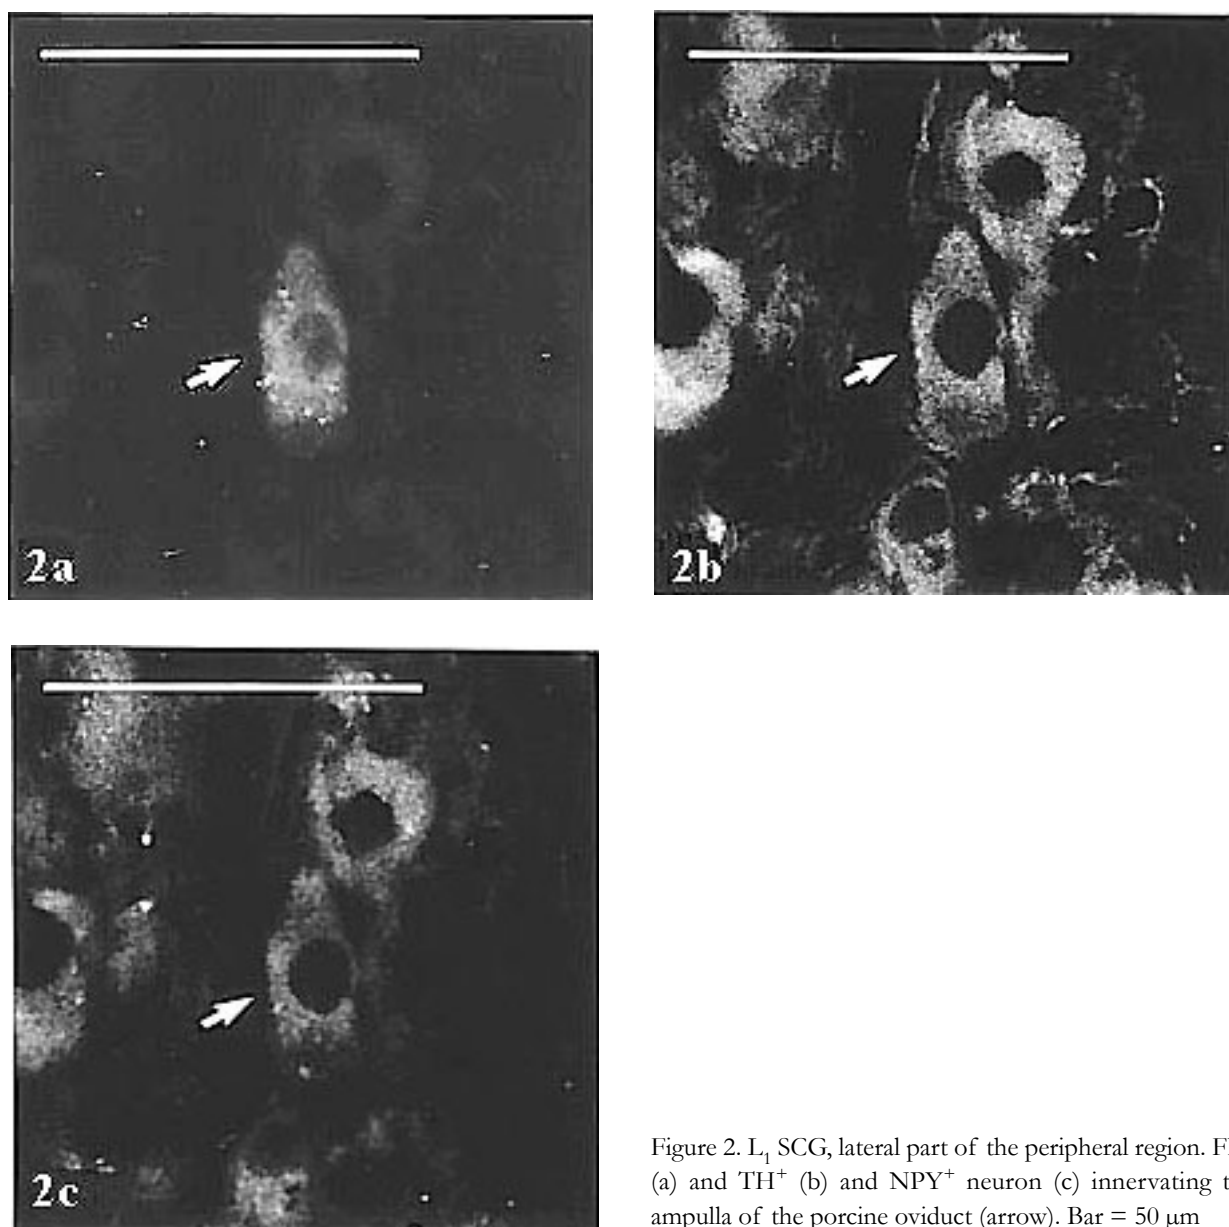 2a
2b
2c
Figure 2. L₁ SCG, lateral part of the peripheral region.
(a) and TH⁺ (b) and NPY⁺ neuron (c) innervating
ampulla of the porcine oviduct (arrow). Bar = 50 μm